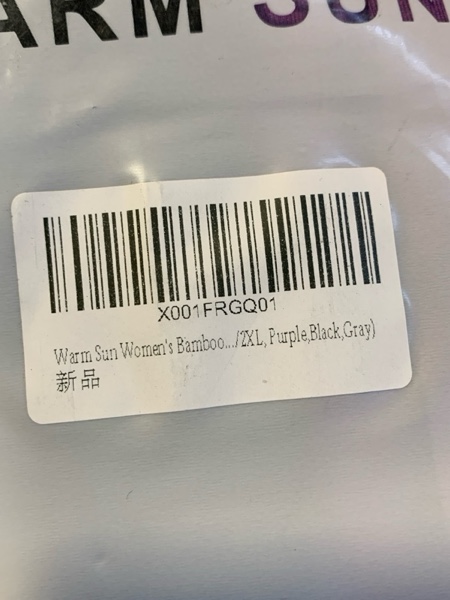 ARM SUN
X001FRGQ01
Warm Sun Women's Bamboo.../2XL, Purple,Black,Gray)
新品